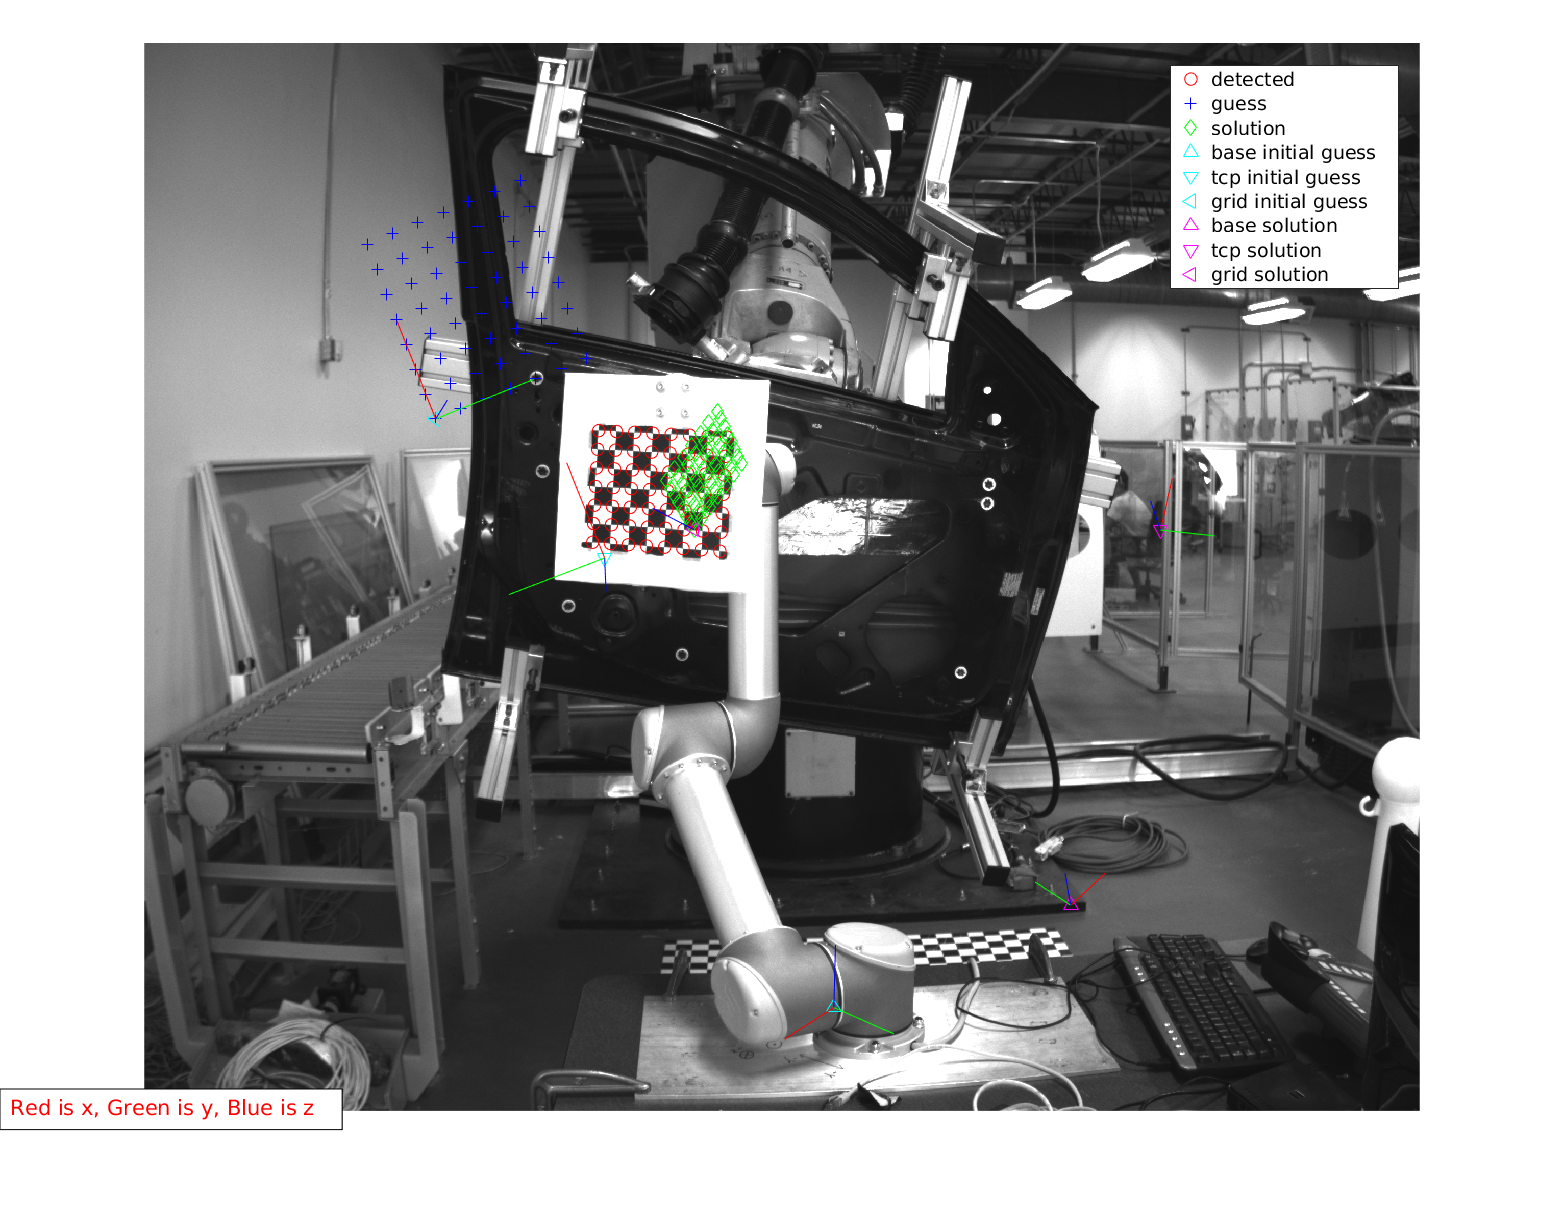 detected
guess
solution
base initial guess
tcp initial guess
grid initial guess
base solution
tcp solution
grid solution
Red is x, Green is y, Blue is z